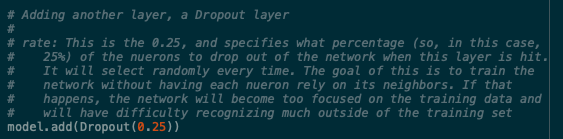 # Adding another layer, a Dropout layer
#
# rate: This is the 0.25, and specifies what percentage (so, in this case,
#    25%) of the nuerons to drop out of the network when this layer is hit.
#    It will select randomly every time. The goal of this is to train the
#    network without having each nueron rely on its neighbors. If that
#    happens, the network will become too focused on the training data and
#    will have difficulty recognizing much outside of the training set
model.add(Dropout(0.25))